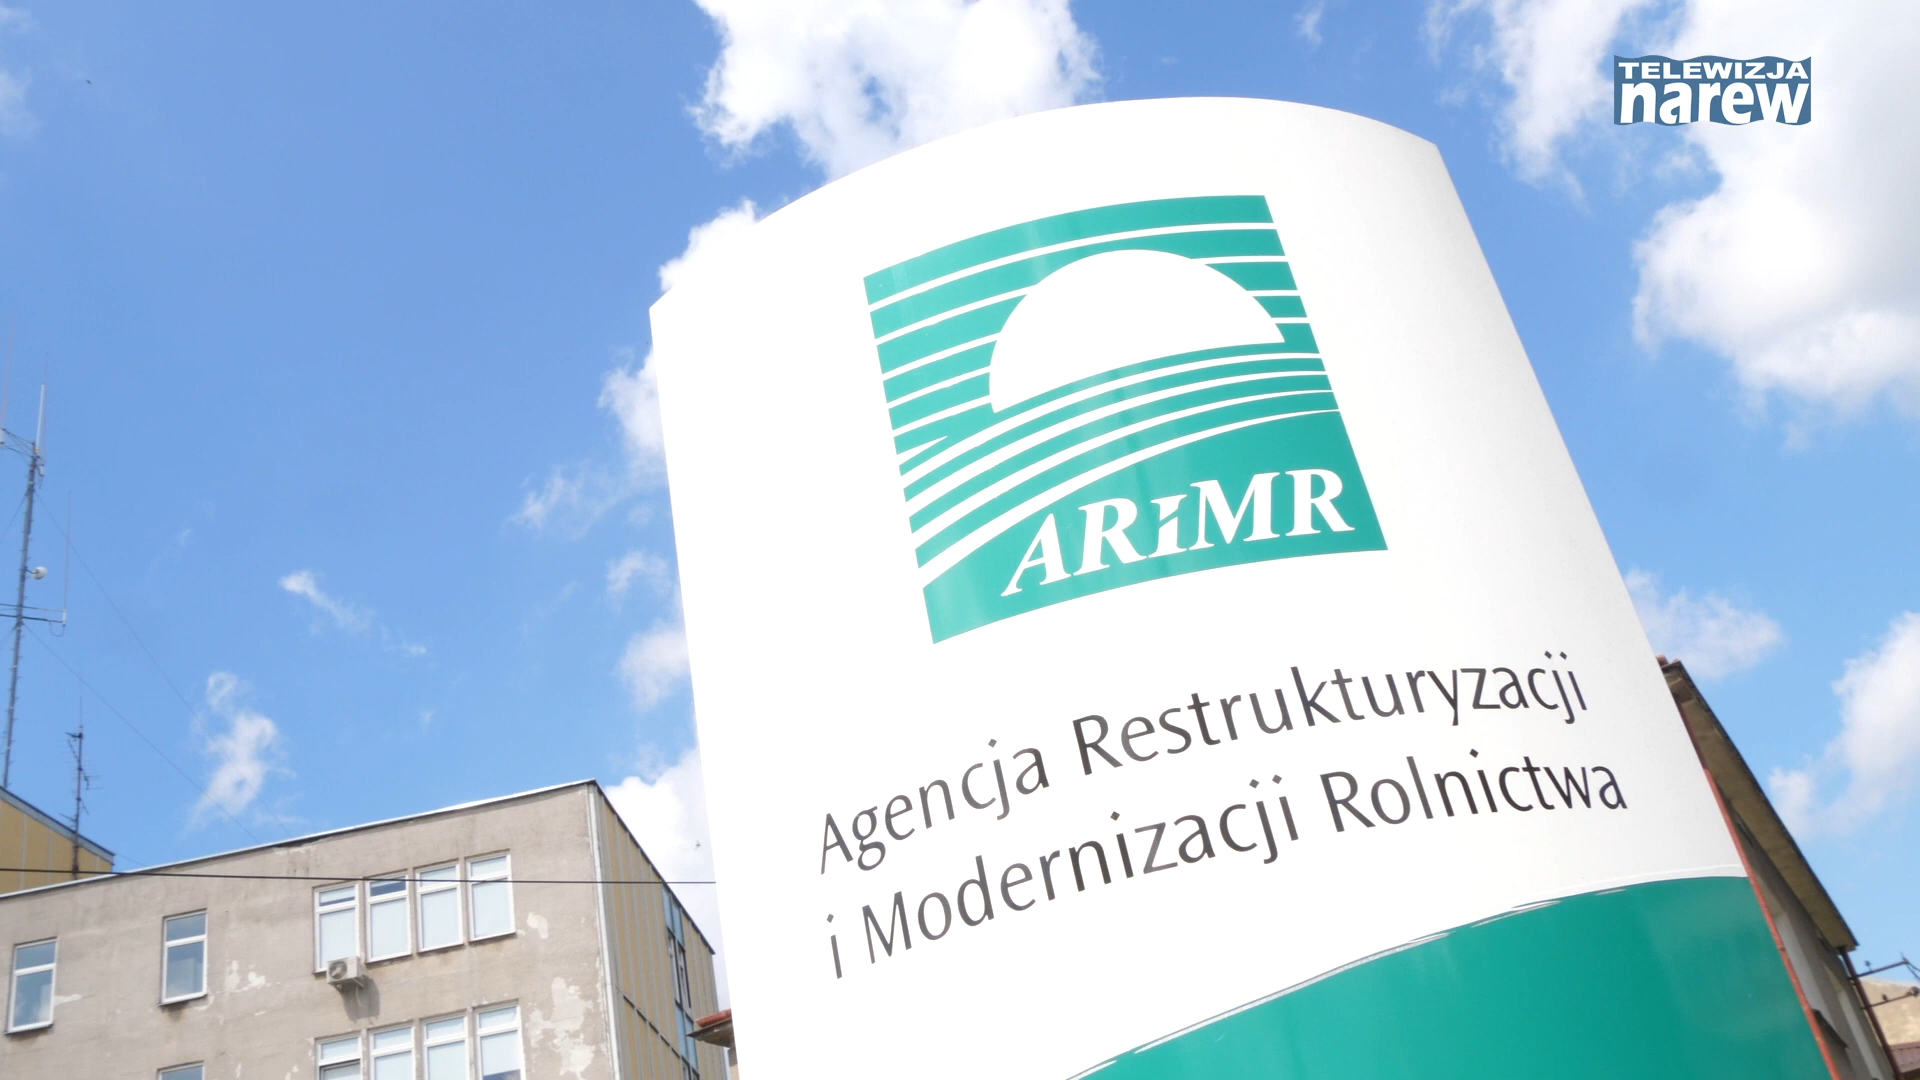 TELEWIZJA
narew
ARiMR
Agencja Restrukturyzacji
i Modernizacji Rolnictwa